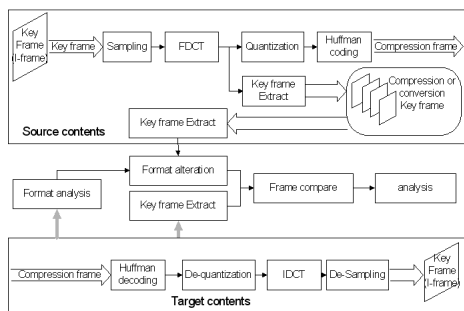 Key
Frame
(I-frame)
Key frame
Sampling
FDCT
Quantization
Huffman
coding
Compression frame
Key frame
Extract
Compression or
conversion
Key frame
Key frame Extract
Source contents
Format alteration
Format analysis
Key frame Extract
Frame compare
analysis
Compression frame
Huffman
decoding
De-quantization
IDCT
De-Sampling
Key
Frame
(I-frame)
Target contents